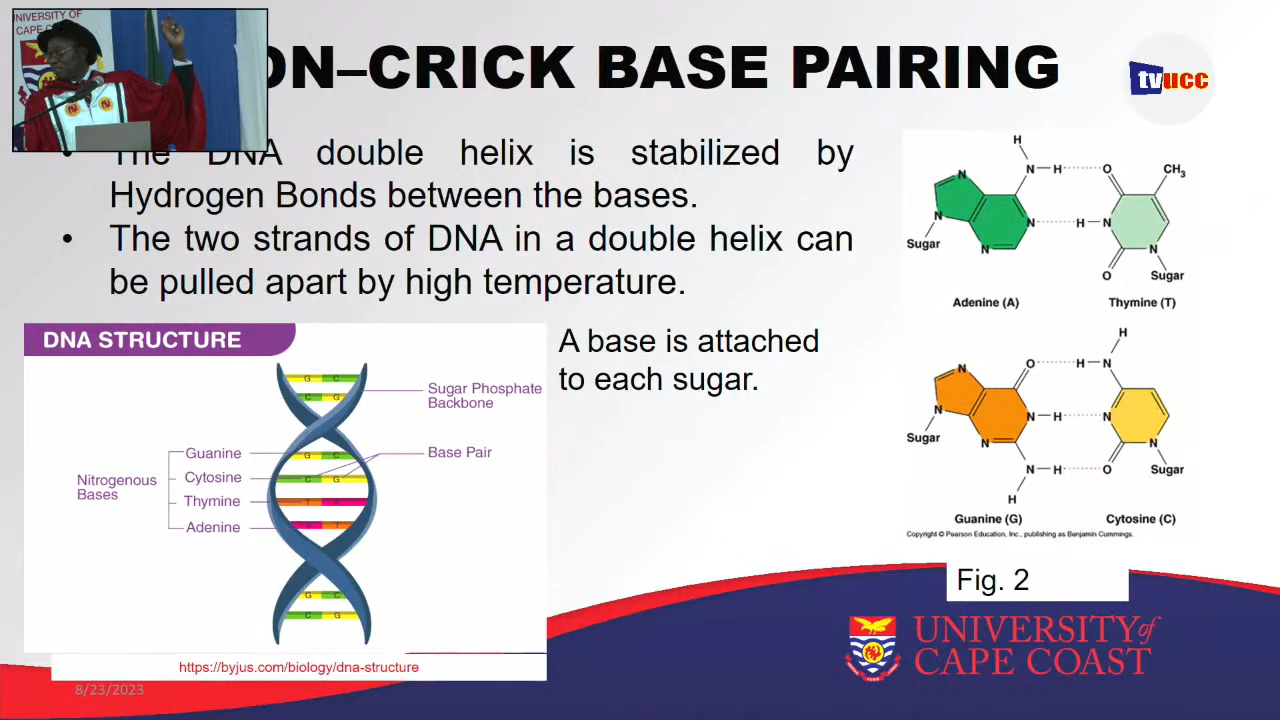 UNIVERSITY OF
CAPE COAST
ON–CRICK BASE PAIRING
tvucc
• The DNA double helix is stabilized by
Hydrogen Bonds between the bases.
• The two strands of DNA in a double helix can
be pulled apart by high temperature.
DNA STRUCTURE
G C
C G
Sugar Phosphate
Backbone
Guanine
G C
Base Pair
Nitrogenous
Bases
Cytosine
C G
Thymine
T
Adenine
T
G C
C G
https://byjus.com/biology/dna-structure
8/23/2023
A base is attached
to each sugar.
H
N H O CH3
N
N N H N
Sugar
N N
O Sugar
Adenine (A) Thymine (T)
H
O H N
N
N N H N
Sugar
N N
N H O Sugar
H
Guanine (G) Cytosine (C)
Copyright © Pearson Education, Inc., publishing as Benjamin Cummings.
Fig. 2
UNIVERSITY of
CAPE COAST